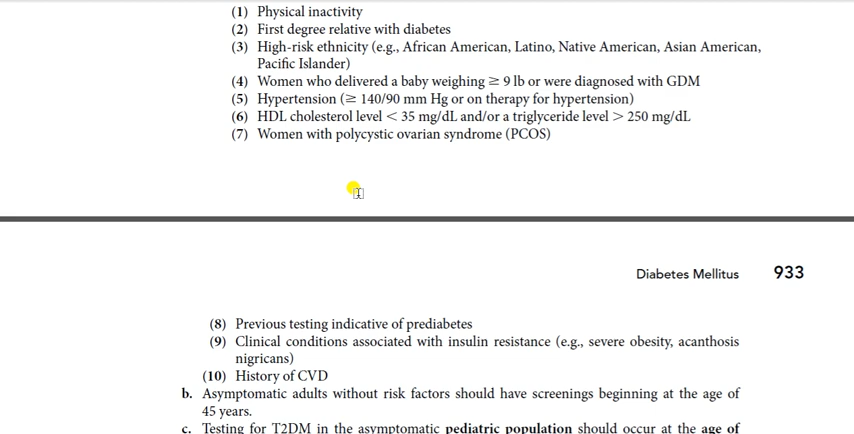 (1) Physical inactivity
(2) First degree relative with diabetes
(3) High-risk ethnicity (e.g., African American, Latino, Native American, Asian American,
Pacific Islander)
(4) Women who delivered a baby weighing ≥ 9 lb or were diagnosed with GDM
(5) Hypertension (≥ 140/90 mm Hg or on therapy for hypertension)
(6) HDL cholesterol level < 35 mg/dL and/or a triglyceride level > 250 mg/dL
(7) Women with polycystic ovarian syndrome (PCOS)
Diabetes Mellitus 933
(8) Previous testing indicative of prediabetes
(9) Clinical conditions associated with insulin resistance (e.g., severe obesity, acanthosis
nigricans)
(10) History of CVD
b. Asymptomatic adults without risk factors should have screenings beginning at the age of
45 years.
c. Testing for T2DM in the asymptomatic pediatric population should occur at the age of